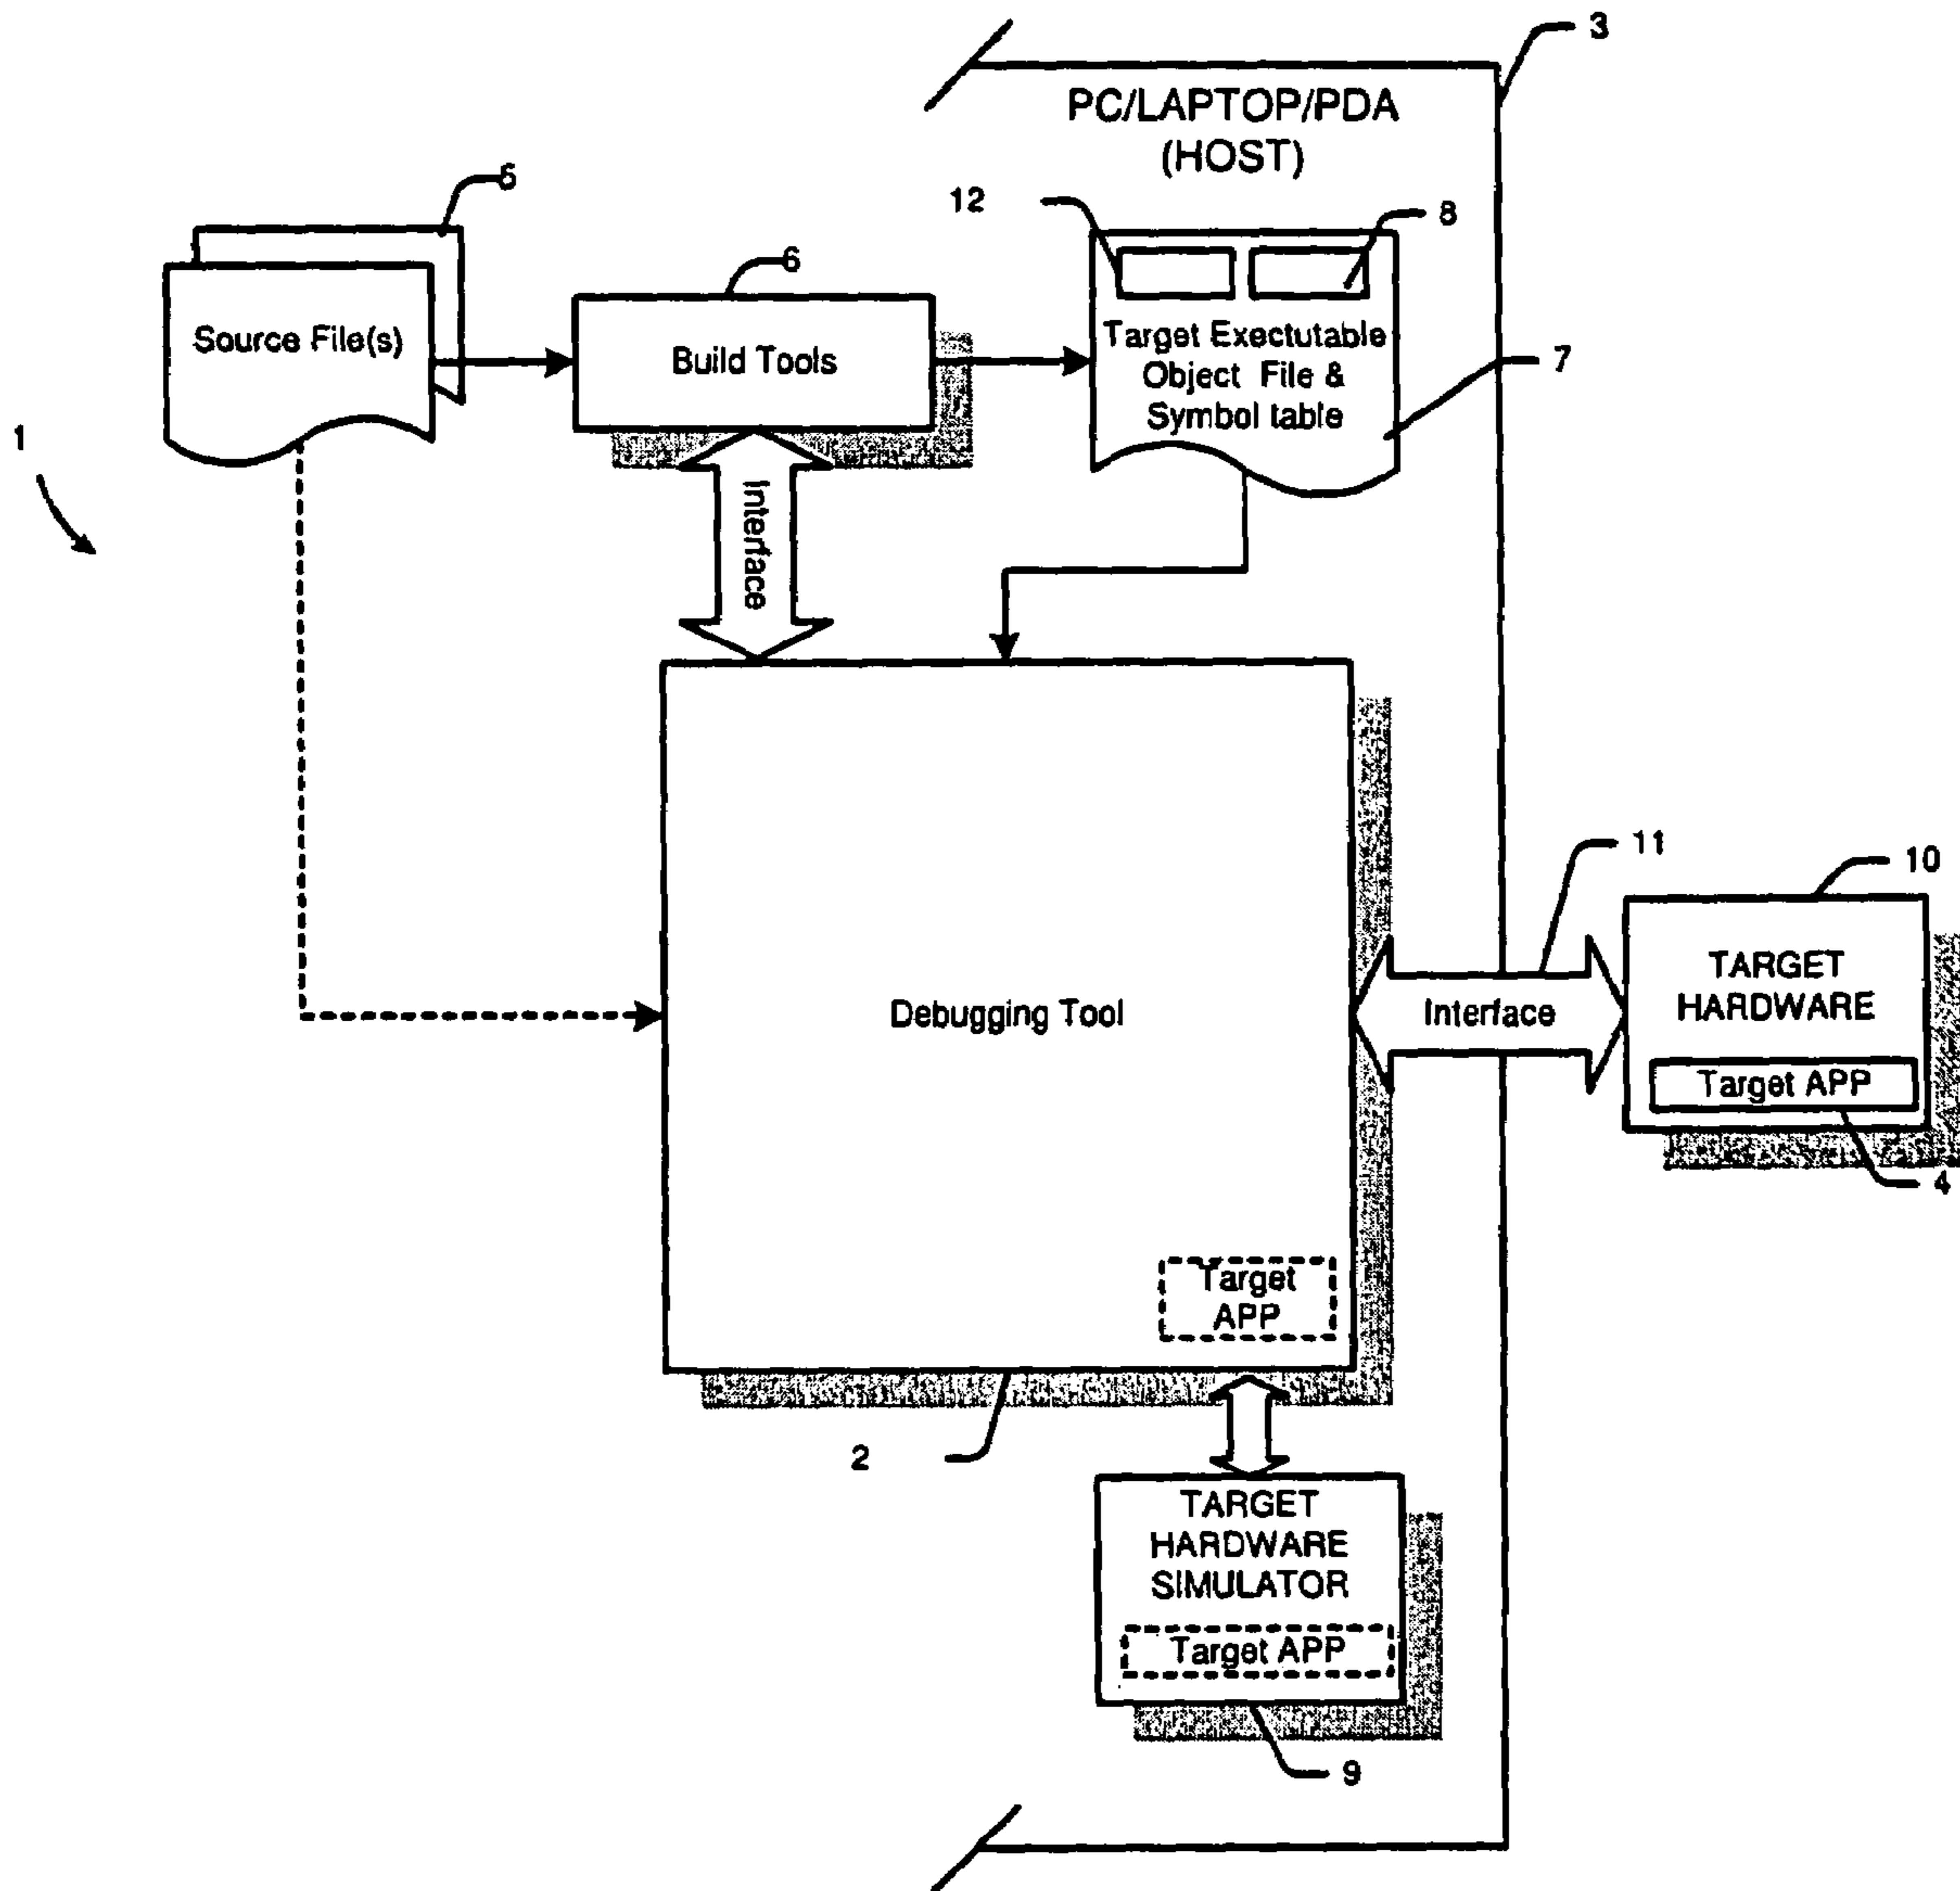 3
PC/LAPTOP/PDA
(HOST)
5
12
8
6
Source File(s)
Build Tools
Target Exectutable
Object File &
Symbol table
7
1
Interface
11
10
Debugging Tool
Interface
TARGET
HARDWARE
Target APP
4
Target
APP
2
TARGET
HARDWARE
SIMULATOR
Target APP
9